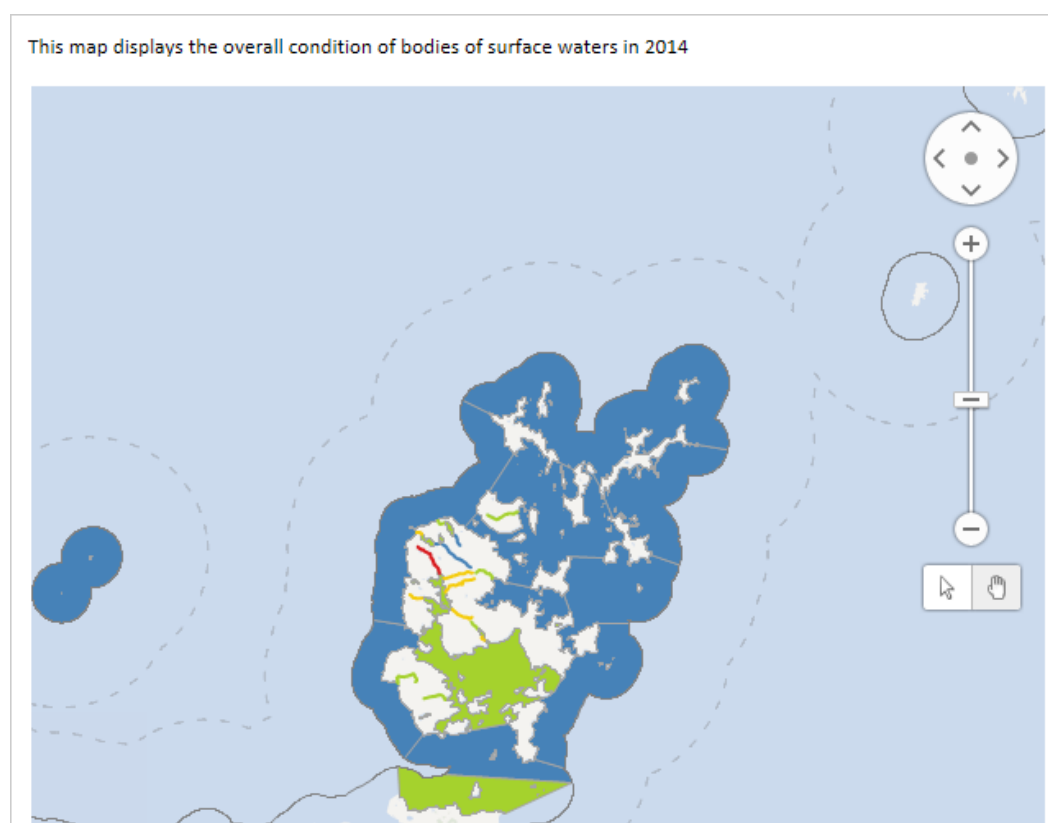 This map displays the overall condition of bodies of surface waters in 2014